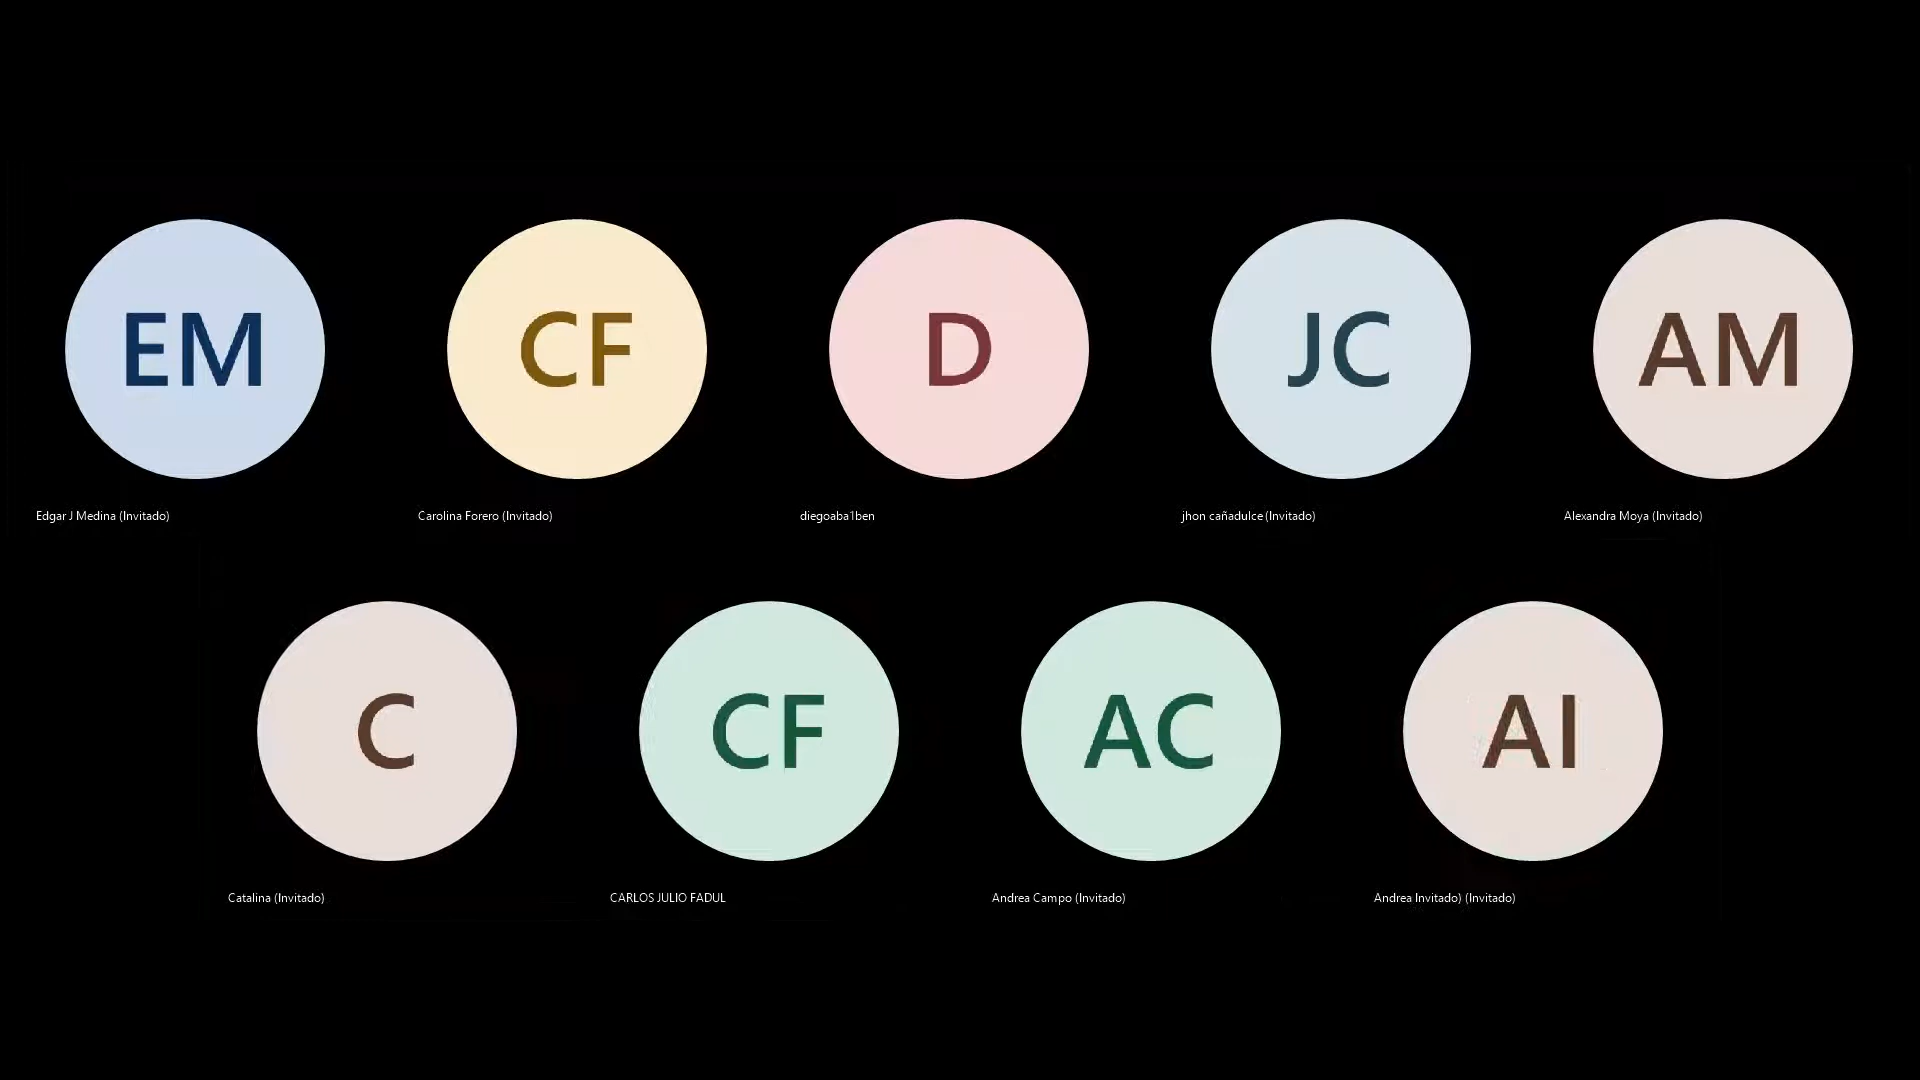 EM
CF
D
JC
AM
Edgar J Medina (Invitado)
Carolina Forero (Invitado)
diegoaba1ben
jhon cañadulce (Invitado)
Alexandra Moya (Invitado)
C
CF
AC
AI
Catalina (Invitado)
CARLOS JULIO FADUL
Andrea Campo (Invitado)
Andrea Invitado) (Invitado)